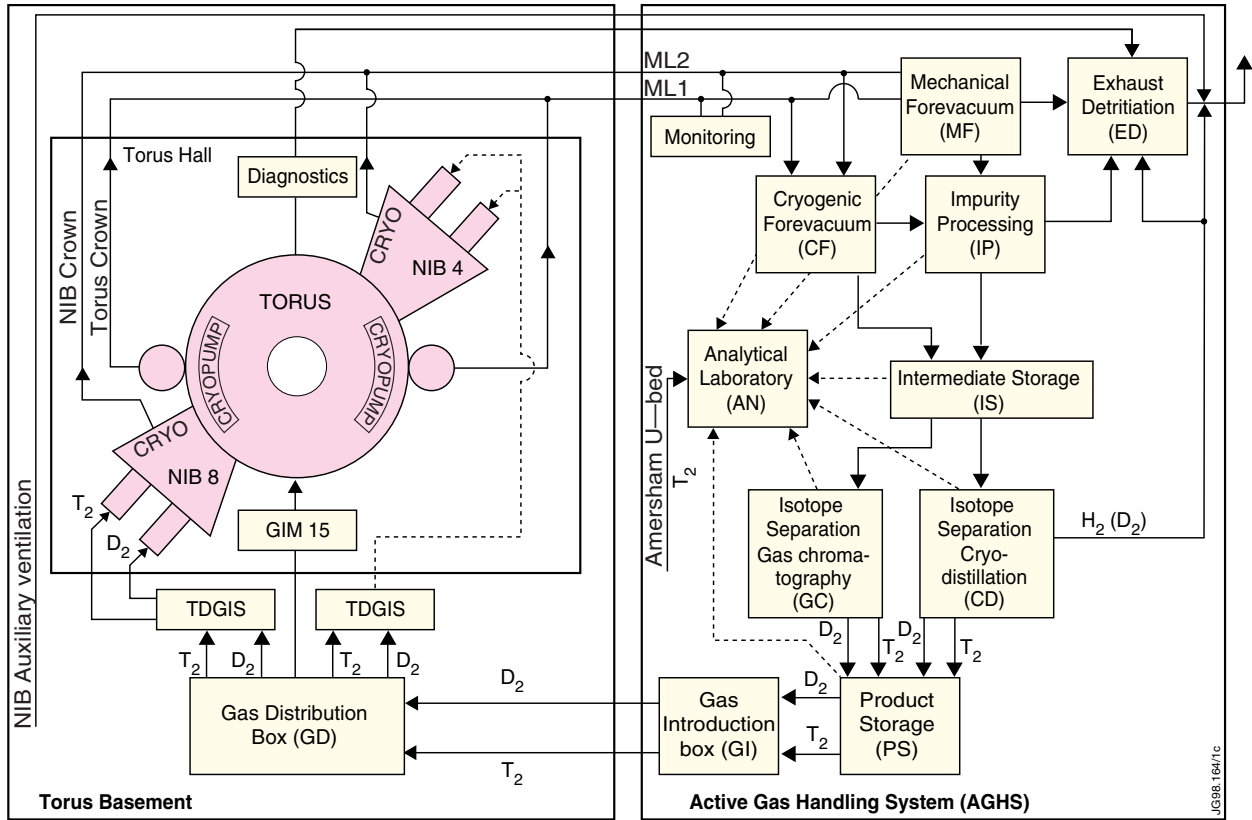 ML2
ML1
Mechanical
Forevacuum
(MF)
Exhaust
Detritiation
(ED)
Monitoring
Torus Hall
Diagnostics
NIB Crown
Torus Crown
CRYO
NIB 4
Cryogenic
Forevacuum
(CF)
Impurity
Processing
(IP)
TORUS
CRYOPUMP
CRYOPUMP
Analytical
Laboratory
(AN)
Intermediate Storage
(IS)
Amersham U—bed
T2
CRYO
NIB 8
T2
D2
GIM 15
Isotope
Separation
Gas chroma-
tography
(GC)
Isotope
Separation
Cryo-
distillation
(CD)
H2 (D2)
NIB Auxiliary ventilation
TDGIS
TDGIS
T2
D2
T2
D2
D2
T2
D2
T2
Gas Distribution
Box (GD)
D2
T2
Gas
Introduction
box (GI)
D2
T2
Product
Storage
(PS)
Torus Basement
Active Gas Handling System (AGHS)
JG98.164/1c